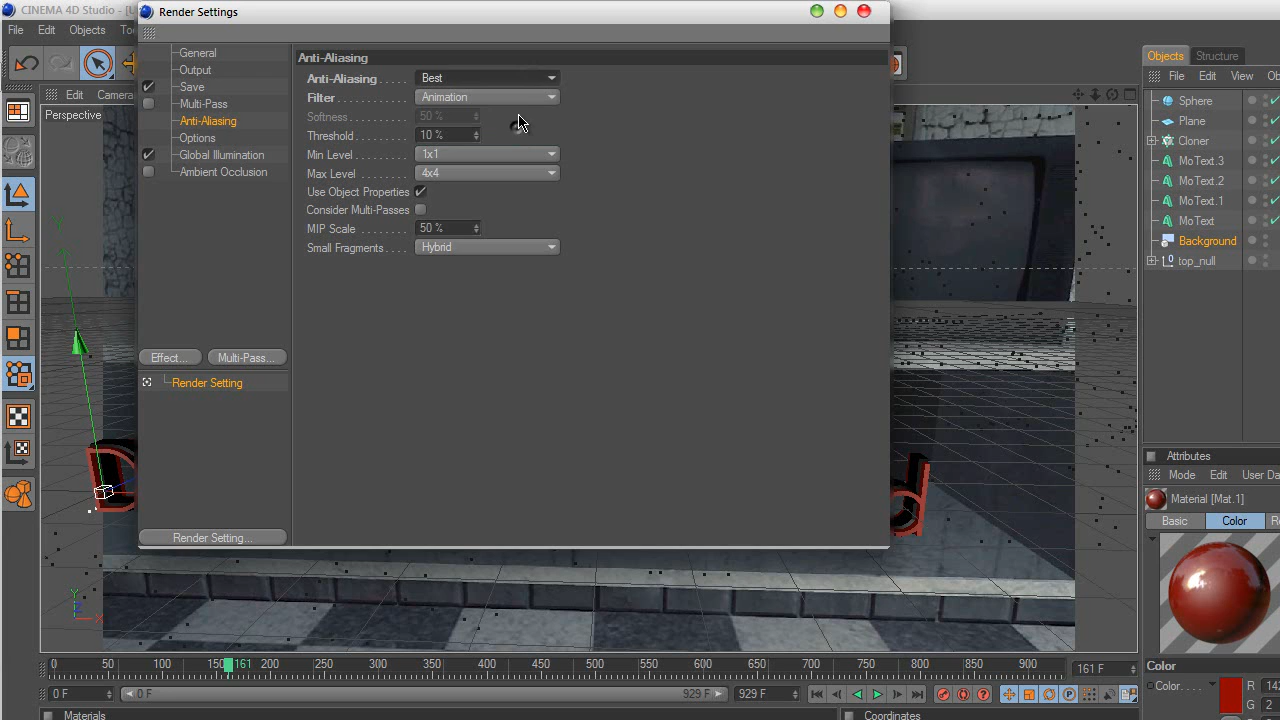 CINEMA 4D Studio - [U
Render Settings
File Edit Objects To
General
Output
Save
Multi-Pass
Anti-Aliasing
Options
Global Illumination
Ambient Occlusion
Effect... Multi-Pass...
Render Setting
Render Setting...
Anti-Aliasing
Anti-Aliasing . . . . . Best
Filter . . . . . . . . . . . Animation
Softness . . . . . . . . 50 %
Threshold . . . . . . . 10 %
Min Level . . . . . . . . 1x1
Max Level . . . . . . . 4x4
Use Object Properties
Consider Multi-Passes
MIP Scale . . . . . . . 50 %
Small Fragments . . . . Hybrid
Edit Camera
Perspective
Y
Z
X
Objects Structure
File Edit View Ob
Sphere
Plane
Cloner
MoText.3
MoText.2
MoText.1
MoText
Background
top_null
Attributes
Mode Edit User Da
Material [Mat.1]
Basic Color R
Color
Color. . . . R 142
G 2
0 50 100 150 161 200 250 300 350 400 450 500 550 600 650 700 750 800 850 900 161 F
0 F 0 F 929 F 929 F
Materials Coordinates